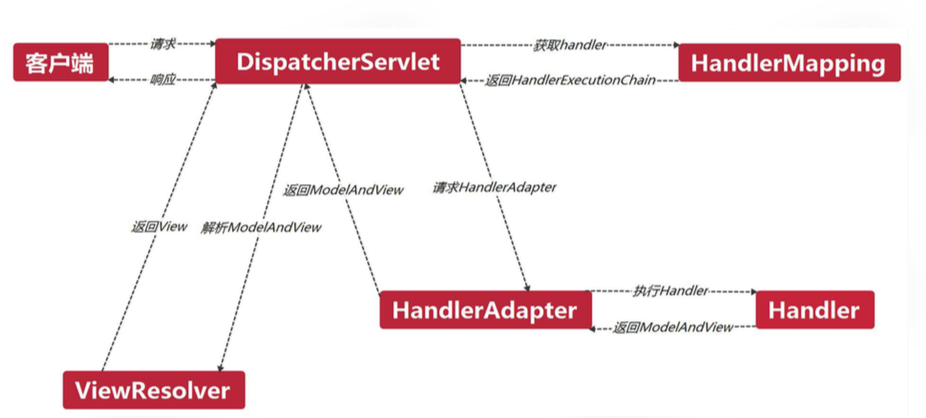 请求
客户端
DispatcherServlet
响应
获取handler
HandlerMapping
返回HandlerExecutionChain
返回ModelAndView
请求HandlerAdapter
返回View
解析ModelAndView
HandlerAdapter
执行Handler
Handler
返回ModelAndView
ViewResolver